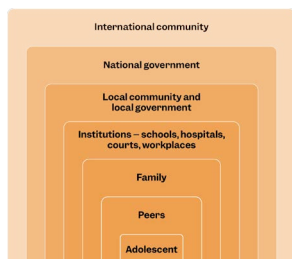 International community
National government
Local community and
local government
Institutions – schools, hospitals,
courts, workplaces
Family
Peers
Adolescent